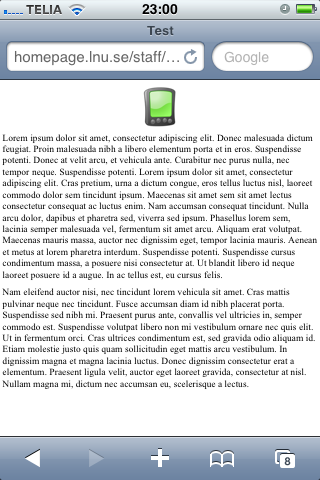 TELIA 23:00
Test
homepage.lnu.se/staff/... Google
Lorem ipsum dolor sit amet, consectetur adipiscing elit. Donec malesuada dictum
feugiat. Proin malesuada nibh a libero elementum porta et in eros. Suspendisse
potenti. Donec at velit arcu, et vehicula ante. Curabitur nec purus nulla, nec
tempor neque. Suspendisse potenti. Lorem ipsum dolor sit amet, consectetur
adipiscing elit. Cras pretium, urna a dictum congue, eros tellus luctus nisl, laoreet
commodo dolor sem tincidunt ipsum. Maecenas sit amet sem sit amet lectus
consectetur consequat ac luctus enim. Nam accumsan consequat tincidunt. Nulla
arcu dolor, dapibus et pharetra sed, viverra sed ipsum. Phasellus lorem sem,
lacinia semper malesuada vel, fermentum sit amet arcu. Aliquam erat volutpat.
Maecenas mauris massa, auctor nec dignissim eget, tempor lacinia mauris. Aenean
et metus at lorem pharetra interdum. Suspendisse potenti. Suspendisse cursus
condimentum massa, a posuere nisi consectetur at. Ut blandit libero id neque
laoreet posuere id a augue. In ac tellus est, eu cursus felis.
Nam eleifend auctor nisi, nec tincidunt lorem vehicula sit amet. Cras mattis
pulvinar neque nec tincidunt. Fusce accumsan diam id nibh placerat porta.
Suspendisse sed nibh mi. Praesent purus ante, convallis vel ultricies in, semper
commodo est. Suspendisse volutpat libero non mi vestibulum ornare nec quis elit.
Ut in fermentum orci. Cras ultrices condimentum est, sed gravida odio aliquam id.
Etiam molestie justo quis quam sollicitudin eget mattis arcu vestibulum. In
dignissim magna et magna lacinia luctus. Donec dignissim consectetur erat a
elementum. Praesent ligula velit, auctor eget laoreet gravida, consectetur at nisl.
Nullam magna mi, dictum nec accumsan eu, scelerisque a lectus.
8